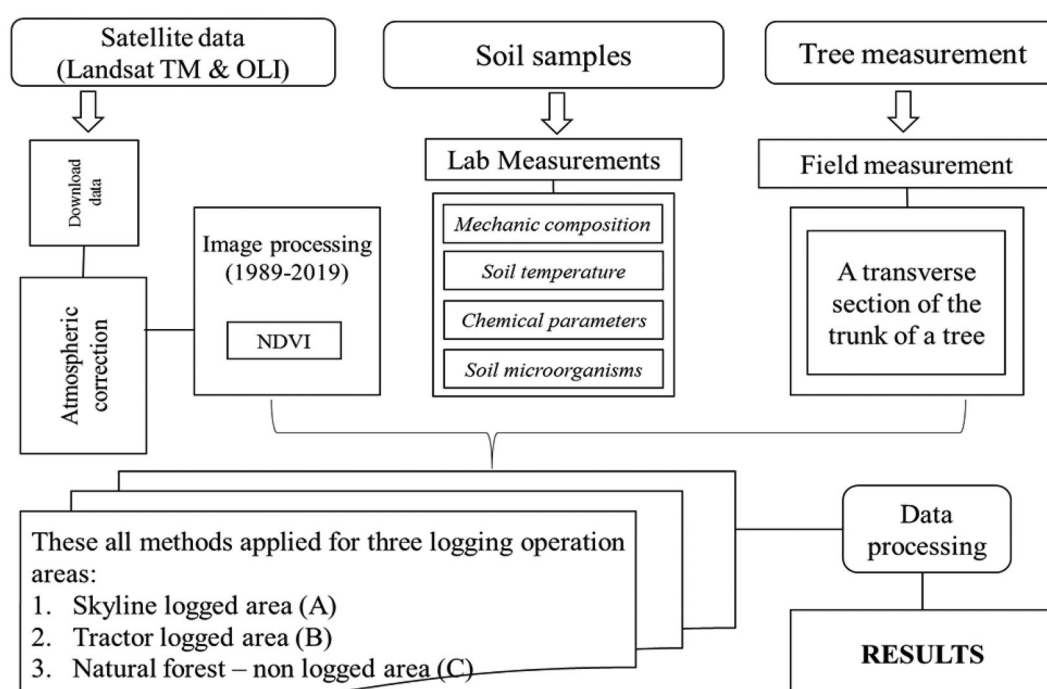 Satellite data
(Landsat TM & OLI)
Download
data
Atmospheric
correction
Image processing
(1989-2019)
NDVI
Soil samples
Lab Measurements
Mechanic composition
Soil temperature
Chemical parameters
Soil microorganisms
Tree measurement
Field measurement
A transverse
section of the
trunk of a tree
These all methods applied for three logging operation
areas:
1. Skyline logged area (A)
2. Tractor logged area (B)
3. Natural forest – non logged area (C)
Data
processing
RESULTS